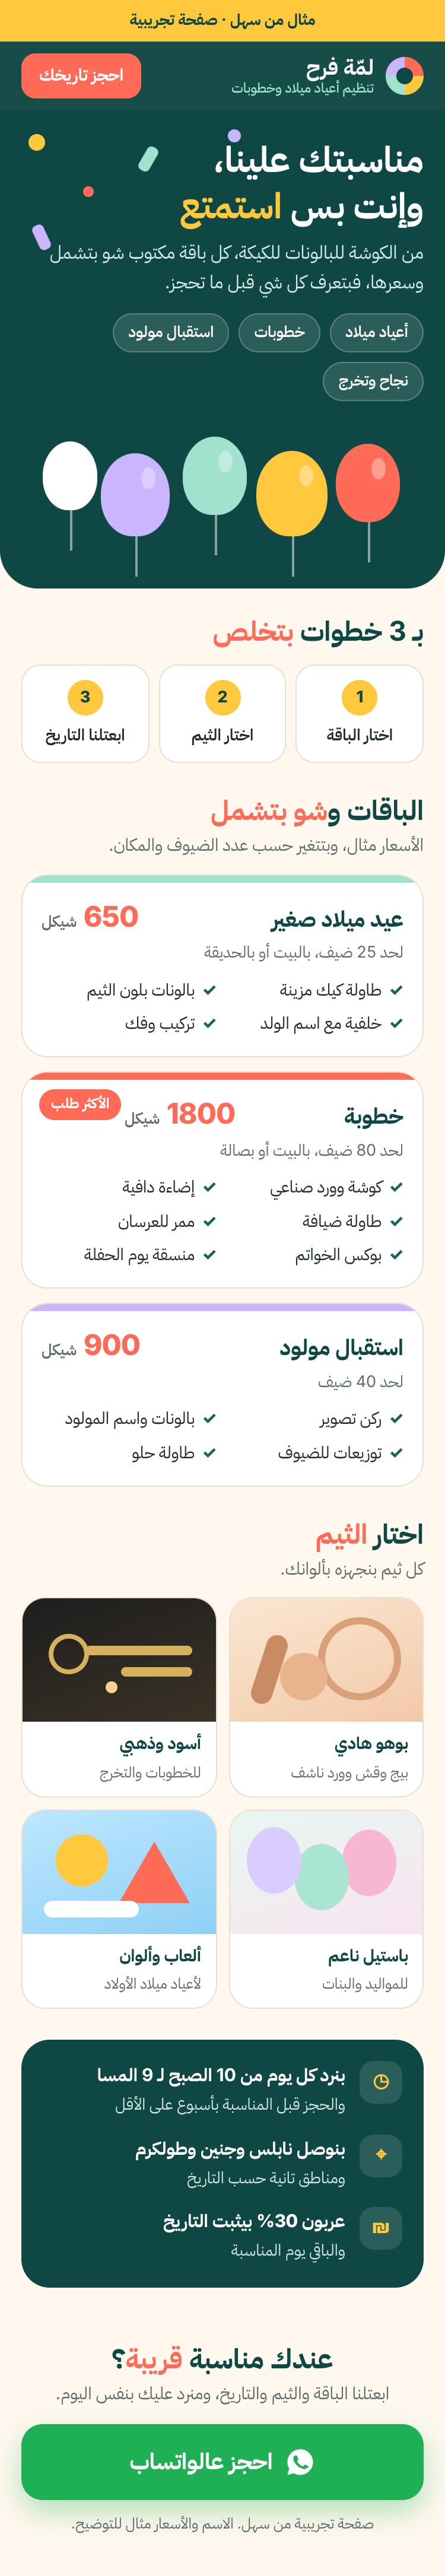 مثال من سهل · صفحة تجريبية
لمّة فرح
تنظيم أعياد ميلاد وخطوبات
احجز تاريخك
مناسبتك علينا،
وإنت بس استمتع
من الكوشة للبالونات للكيكة، كل باقة مكتوب شو بتشمل
وسعرها، فبتعرف كل شي قبل ما تحجز.
أعياد ميلاد
خطوبات
استقبال مولود
نجاح وتخرج
بـ 3 خطوات بتخلص
1
اختار الباقة
2
اختار الثيم
3
ابعتلنا التاريخ
الباقات وشو بتشمل
الأسعار مثال، وبتتغير حسب عدد الضيوف والمكان.
عيد ميلاد صغير
650 شيكل
لحد 25 ضيف، بالبيت أو بالحديقة
✓ طاولة كيك مزينة
✓ بالونات بلون الثيم
✓ خلفية مع اسم الولد
✓ تركيب وفك
الأكثر طلب
خطوبة
1800 شيكل
لحد 80 ضيف، بالبيت أو بصالة
✓ كوشة وورد صناعي
✓ إضاءة دافية
✓ طاولة ضيافة
✓ ممر للعرسان
✓ بوكس الخواتم
✓ منسقة يوم الحفلة
استقبال مولود
900 شيكل
لحد 40 ضيف
✓ ركن تصوير
✓ بالونات واسم المولود
✓ توزيعات للضيوف
✓ طاولة حلو
اختار الثيم
كل ثيم بنجهزه بألوانك.
بوهو هادي
بيج وقش وورد ناشف
أسود وذهبي
للخطوبات والتخرج
باستيل ناعم
للمواليد والبنات
ألعاب وألوان
لأعياد ميلاد الأولاد
بنرد كل يوم من 10 الصبح لـ 9 المسا
والحجز قبل المناسبة بأسبوع على الأقل
بنوصل نابلس وجنين وطولكرم
ومناطق تانية حسب التاريخ
₪
عربون 30% بيثبت التاريخ
والباقي يوم المناسبة
عندك مناسبة قريبة؟
ابعتلنا الباقة والثيم والتاريخ، ومنرد عليك بنفس اليوم.
احجز عالواتساب
صفحة تجريبية من سهل. الاسم والأسعار مثال للتوضيح.